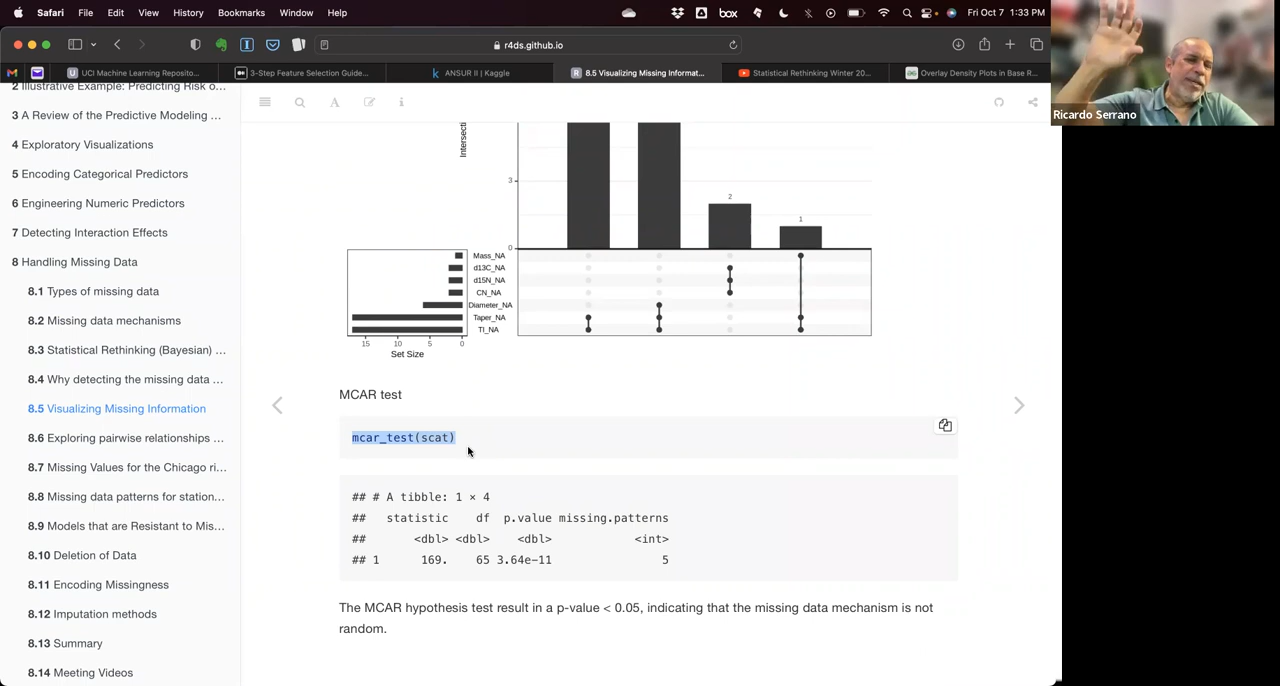 Safari File Edit View History Bookmarks Window Help box Fri Oct 7 1:33 PM
r4ds.github.io
UCI Machine Learning Reposito... 3-Step Feature Selection Guide... ANSUR II | Kaggle 8.5 Visualizing Missing Informat... Statistical Rethinking Winter 20... Overlay Density Plots in Base R...
Ricardo Serrano
2 Illustrative Example: Predicting Risk o...
3 A Review of the Predictive Modeling ...
4 Exploratory Visualizations
5 Encoding Categorical Predictors
6 Engineering Numeric Predictors
7 Detecting Interaction Effects
8 Handling Missing Data
8.1 Types of missing data
8.2 Missing data mechanisms
8.3 Statistical Rethinking (Bayesian) ...
8.4 Why detecting the missing data ...
8.5 Visualizing Missing Information
8.6 Exploring pairwise relationships ...
8.7 Missing Values for the Chicago ri...
8.8 Missing data patterns for station...
8.9 Models that are Resistant to Mis...
8.10 Deletion of Data
8.11 Encoding Missingness
8.12 Imputation methods
8.13 Summary
8.14 Meeting Videos
Intersecti
3
0
2
1
Mass_NA
d13C_NA
d15N_NA
CN_NA
Diameter_NA
Taper_NA
TI_NA
15 10 5 0
Set Size
MCAR test
mcar_test(scat)
## # A tibble: 1 × 4
## statistic df p.value missing.patterns
## <dbl> <dbl> <dbl> <int>
## 1 169. 65 3.64e-11 5
The MCAR hypothesis test result in a p-value < 0.05, indicating that the missing data mechanism is not
random.